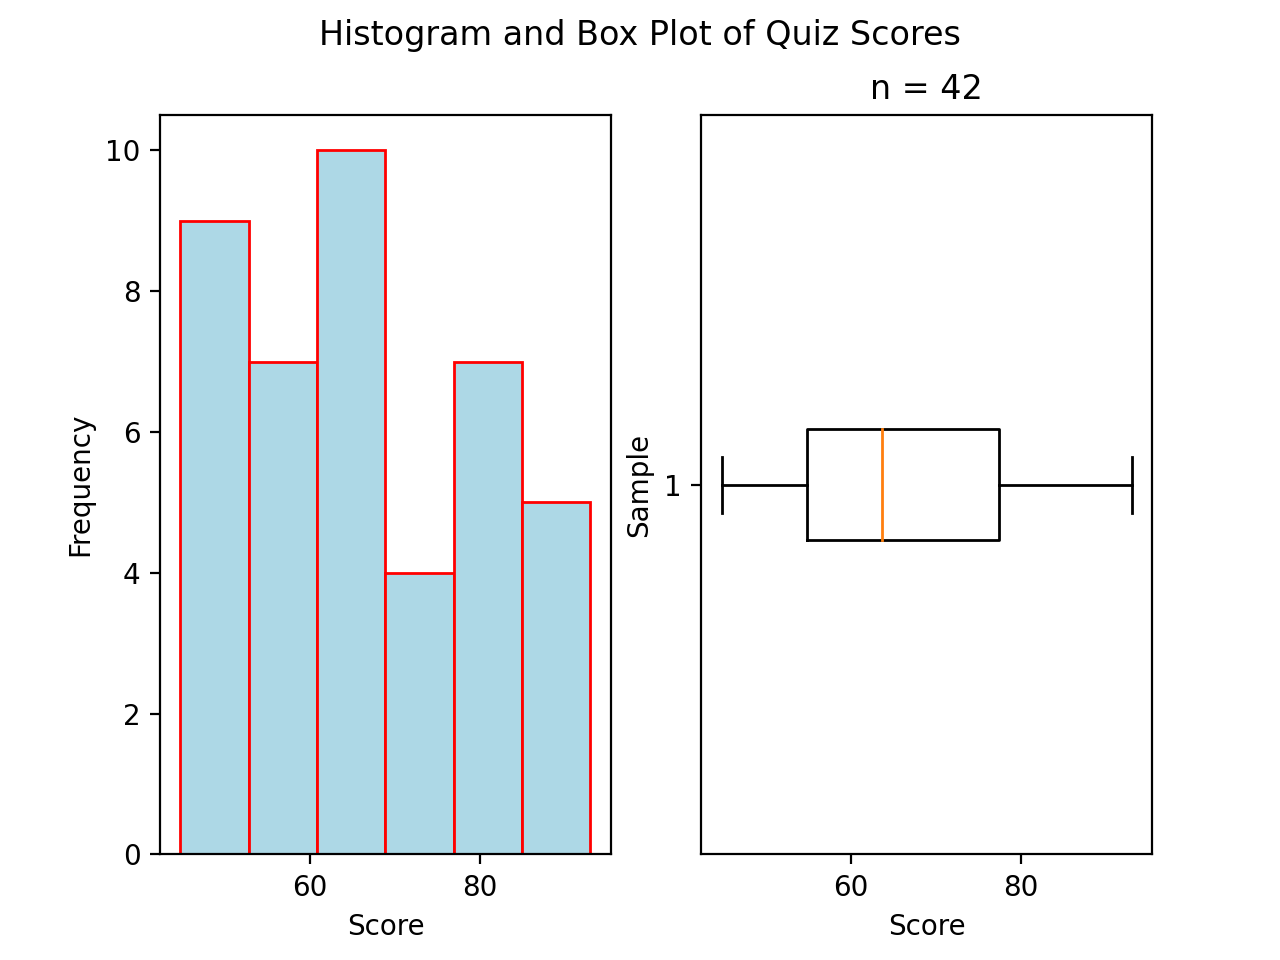 Histogram and Box Plot of Quiz Scores
10
8
6
4
2
0
Frequency
60 80
Score
n = 42
Sample
1
60 80
Score